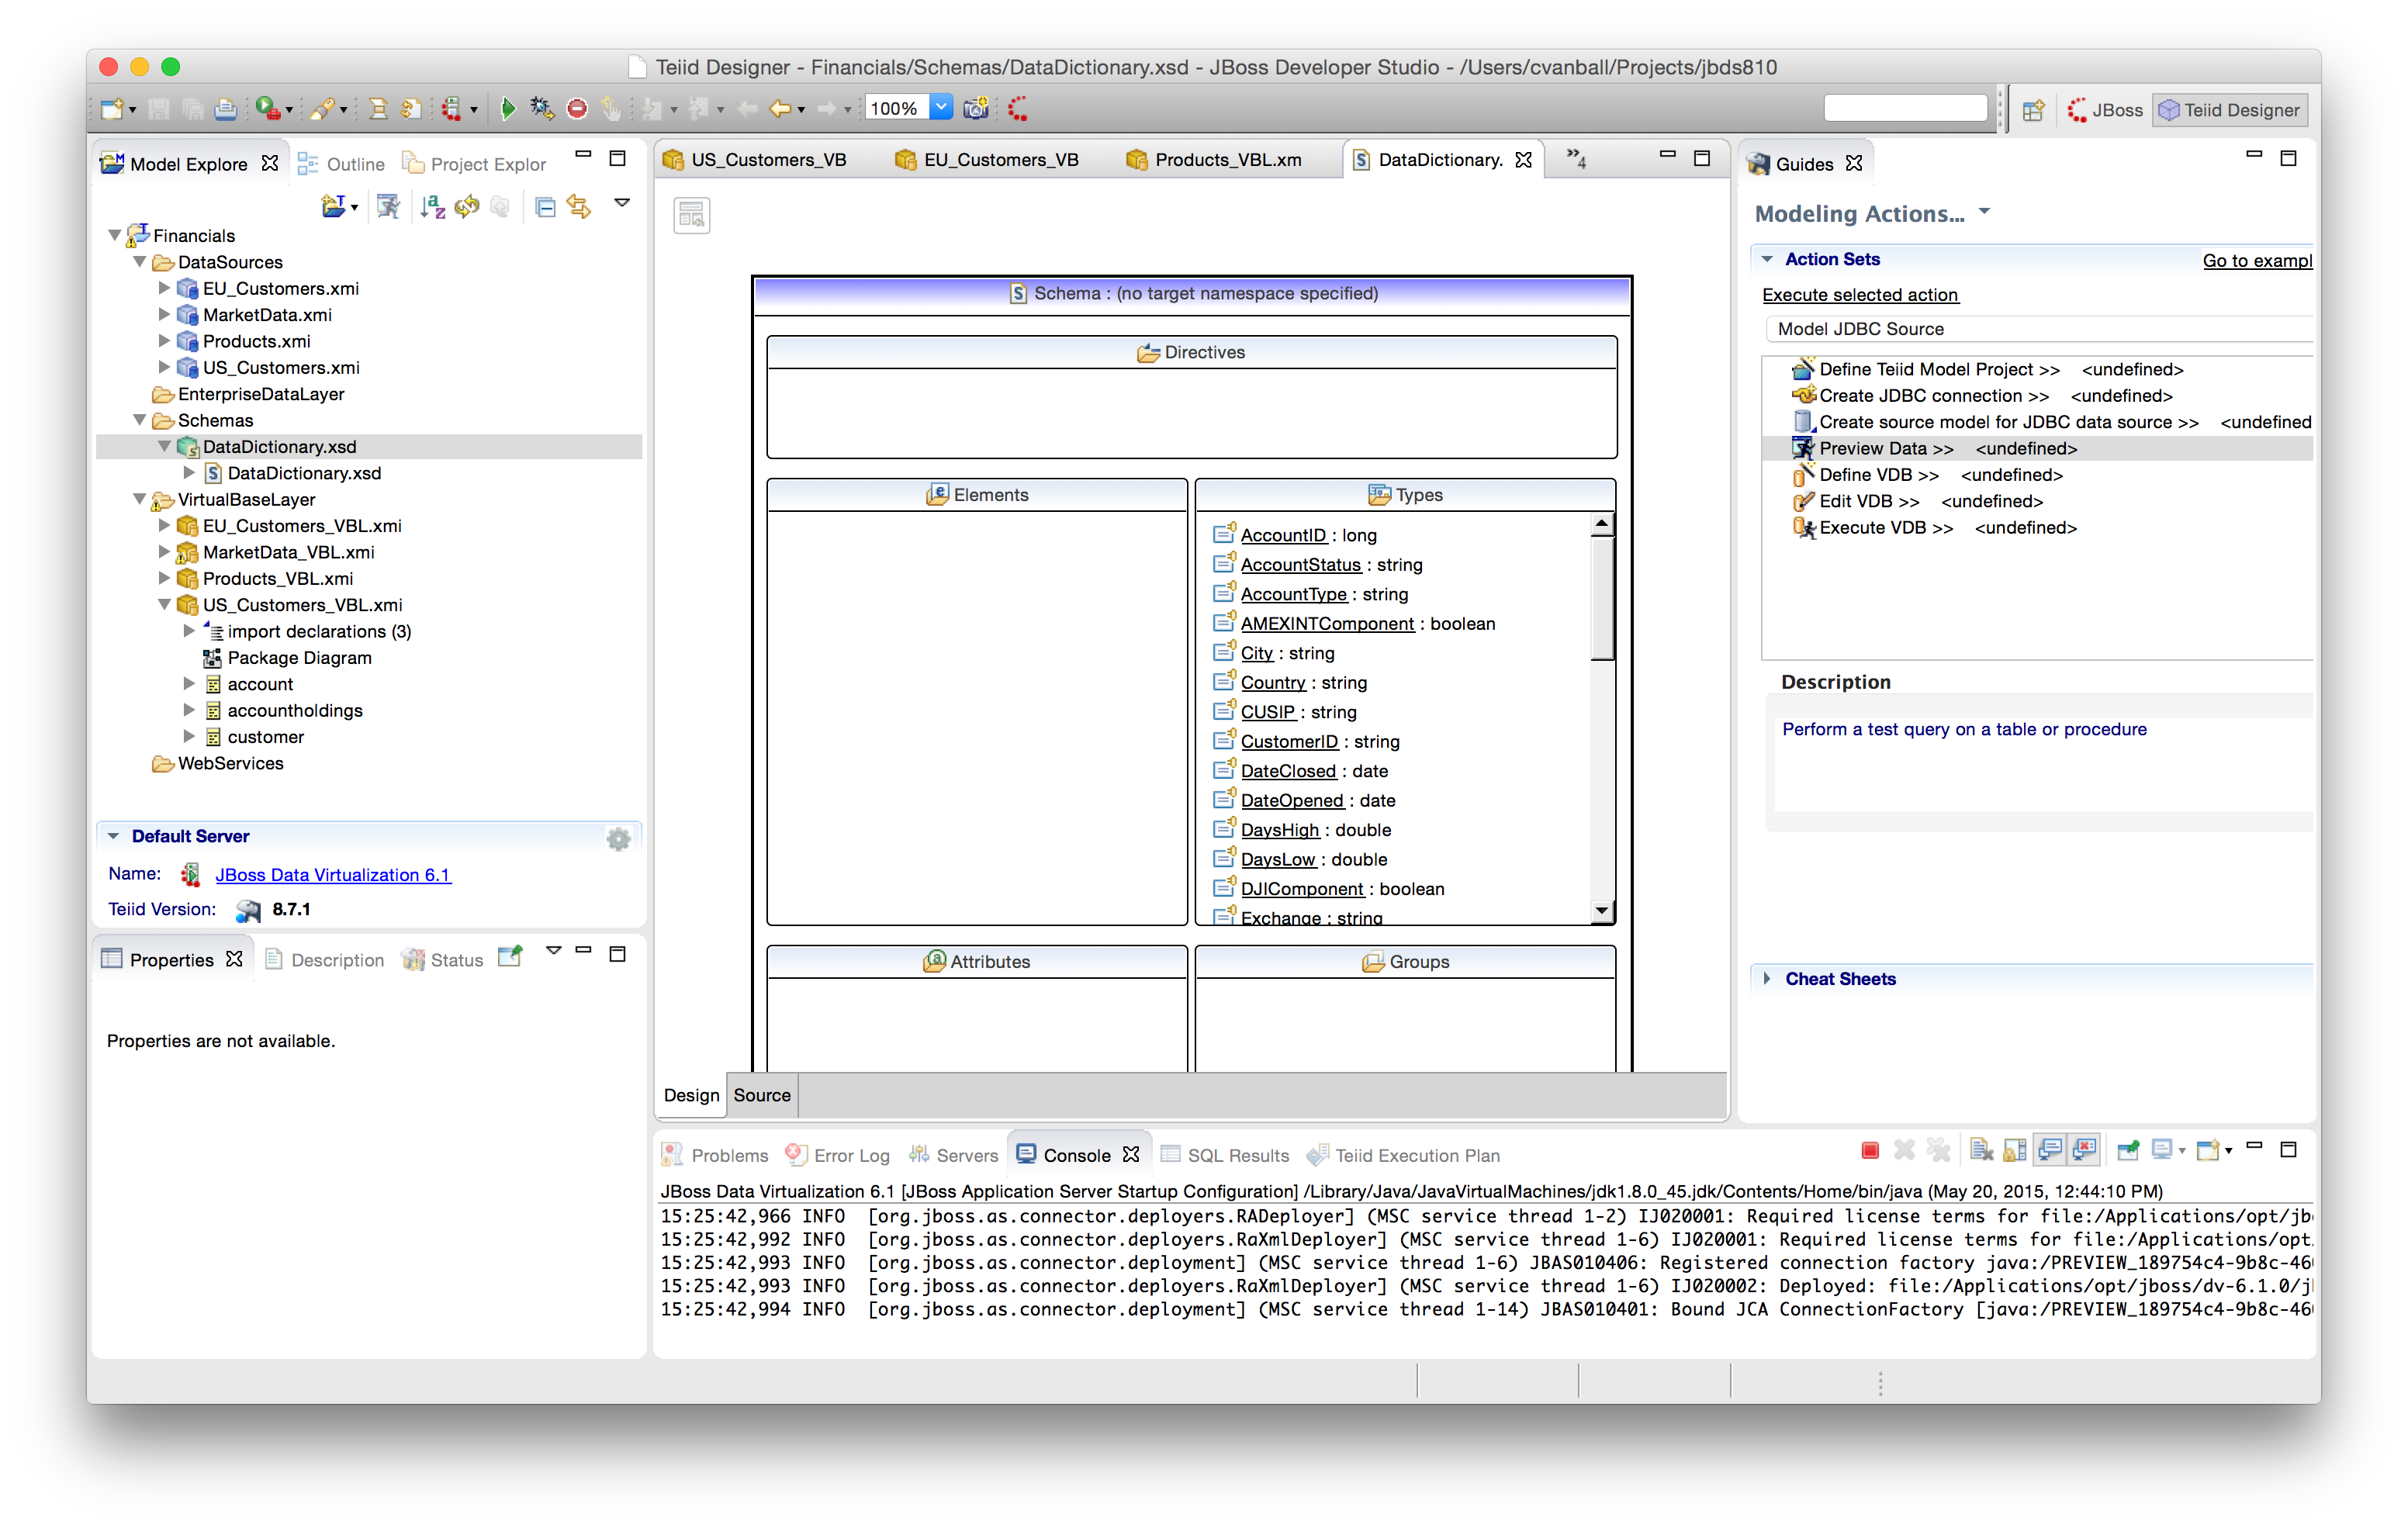 Teiid Designer - Financials/Schemas/DataDictionary.xsd - JBoss Developer Studio - /Users/cvanball/Projects/jbds810
100%
JBoss
Teiid Designer
Model Explore
Outline
Project Explor
Financials
DataSources
EU_Customers.xmi
MarketData.xmi
Products.xmi
US_Customers.xmi
EnterpriseDataLayer
Schemas
DataDictionary.xsd
DataDictionary.xsd
VirtualBaseLayer
EU_Customers_VBL.xmi
MarketData_VBL.xmi
Products_VBL.xmi
US_Customers_VBL.xmi
import declarations (3)
Package Diagram
account
accountholdings
customer
WebServices
Default Server
Name: JBoss Data Virtualization 6.1
Teiid Version: 8.7.1
Properties
Description
Status
Properties are not available.
US_Customers_VB
EU_Customers_VB
Products_VBL.xm
DataDictionary.
»4
Schema : (no target namespace specified)
Directives
Elements
Types
AccountID : long
AccountStatus : string
AccountType : string
AMEXINTComponent : boolean
City : string
Country : string
CUSIP : string
CustomerID : string
DateClosed : date
DateOpened : date
DaysHigh : double
DaysLow : double
DJIComponent : boolean
Exchange : string
Attributes
Groups
Design
Source
Guides
Modeling Actions...
Action Sets
Go to exampl
Execute selected action
Model JDBC Source
Define Teiid Model Project >> <undefined>
Create JDBC connection >> <undefined>
Create source model for JDBC data source >> <undefined
Preview Data >> <undefined>
Define VDB >> <undefined>
Edit VDB >> <undefined>
Execute VDB >> <undefined>
Description
Perform a test query on a table or procedure
Cheat Sheets
Problems
Error Log
Servers
Console
SQL Results
Teiid Execution Plan
JBoss Data Virtualization 6.1 [JBoss Application Server Startup Configuration] /Library/Java/JavaVirtualMachines/jdk1.8.0_45.jdk/Contents/Home/bin/java (May 20, 2015, 12:44:10 PM)
15:25:42,966 INFO [org.jboss.as.connector.deployers.RADeployer] (MSC service thread 1-2) IJ020001: Required license terms for file:/Applications/opt/jb
15:25:42,992 INFO [org.jboss.as.connector.deployers.RaXmlDeployer] (MSC service thread 1-6) IJ020001: Required license terms for file:/Applications/opt
15:25:42,993 INFO [org.jboss.as.connector.deployment] (MSC service thread 1-6) JBAS010406: Registered connection factory java:/PREVIEW_189754c4-9b8c-46
15:25:42,993 INFO [org.jboss.as.connector.deployers.RaXmlDeployer] (MSC service thread 1-6) IJ020002: Deployed: file:/Applications/opt/jboss/dv-6.1.0/j
15:25:42,994 INFO [org.jboss.as.connector.deployment] (MSC service thread 1-14) JBAS010401: Bound JCA ConnectionFactory [java:/PREVIEW_189754c4-9b8c-46